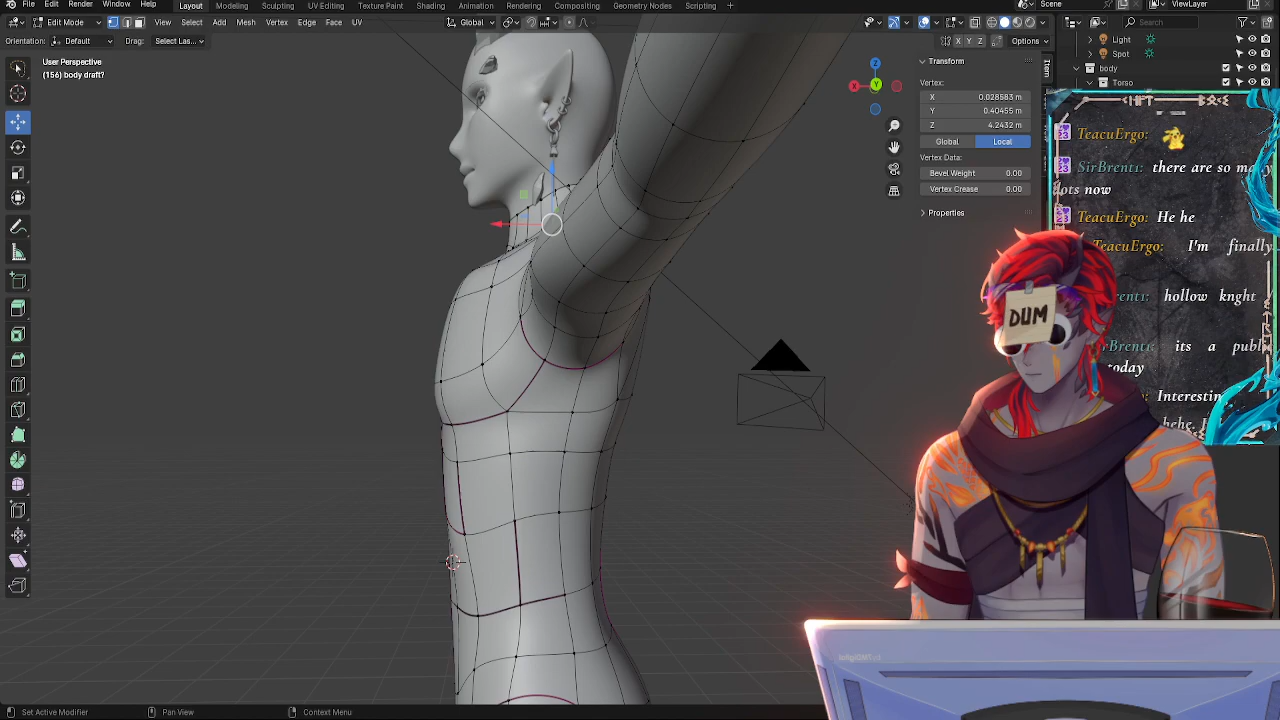 File Edit Render Window Help Layout Modeling Sculpting UV Editing Texture Paint Shading Animation Rendering Compositing Geometry Nodes Scripting Scene ViewLayer
Edit Mode View Select Add Mesh Vertex Edge Face UV Global Search
Orientation: Default Drag: Select Las... X Y Z Options
User Perspective
(156) body draft?
Light
Spot
body
Torso
Transform
Vertex:
X 0.028583 m
Y 0.40455 m
Z 4.2432 m
Global Local
Vertex Data:
Bevel Weight 0.00
Vertex Crease 0.00
Properties
TeacuErgo:
SirBrent1: there are so
lots now
TeacuErgo: He he
TeacuErgo: I'm finally
hollow knght
its a
today
Interestin
DUM
Set Active Modifier Pan View Context Menu